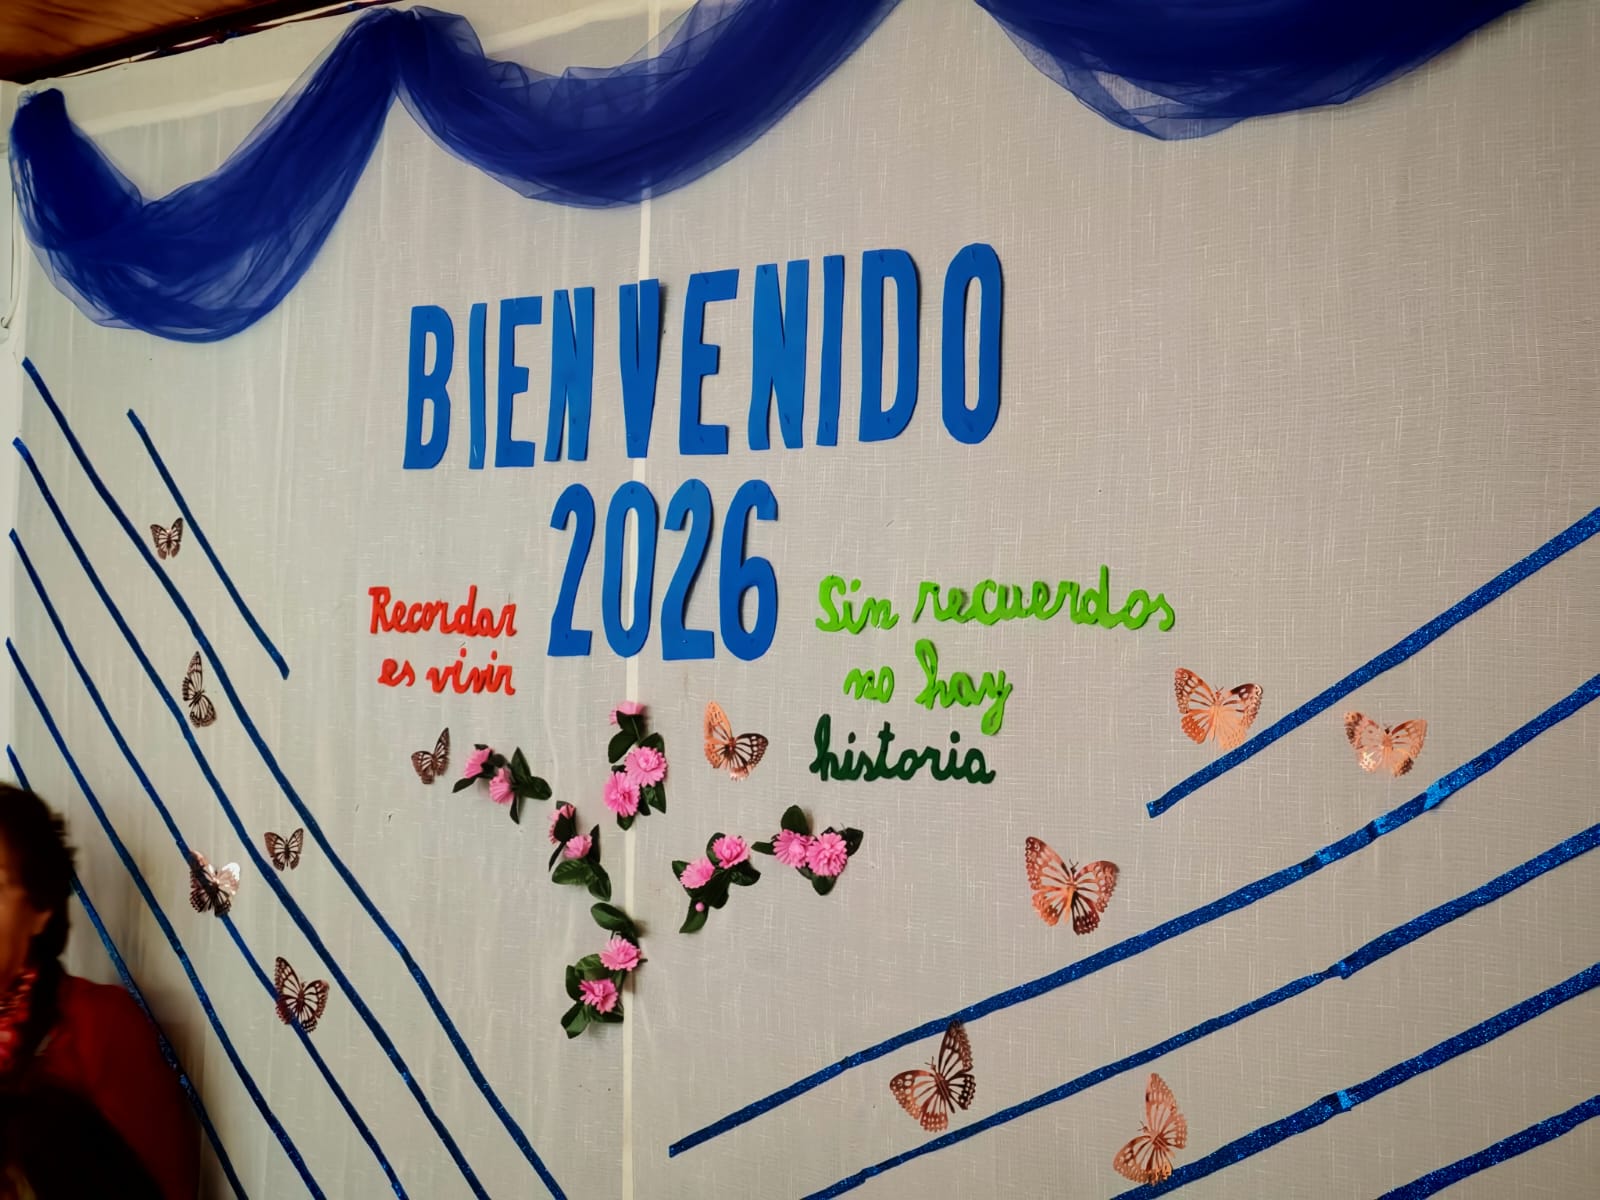 BIENVENIDO
2026
Recordar
es vivir
Sin recuerdos
no hay
historia